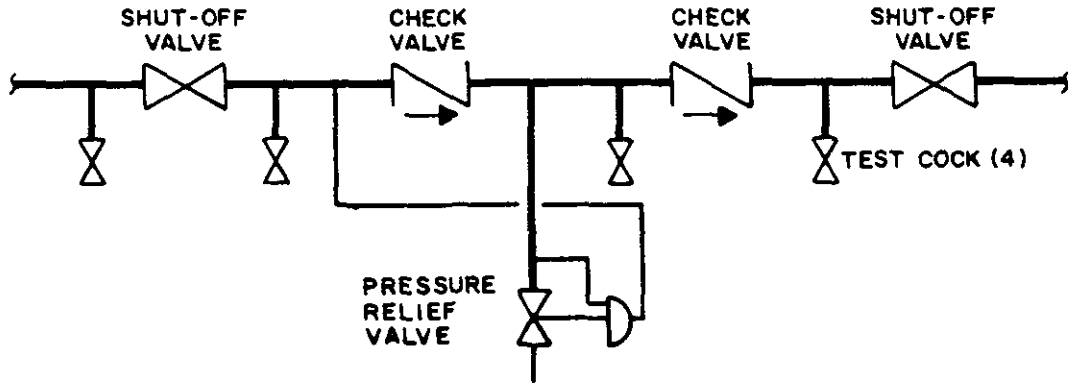 SHUT-OFF
VALVE
CHECK
VALVE
CHECK
VALVE
SHUT-OFF
VALVE
TEST COCK (4)
PRESSURE
RELIEF
VALVE